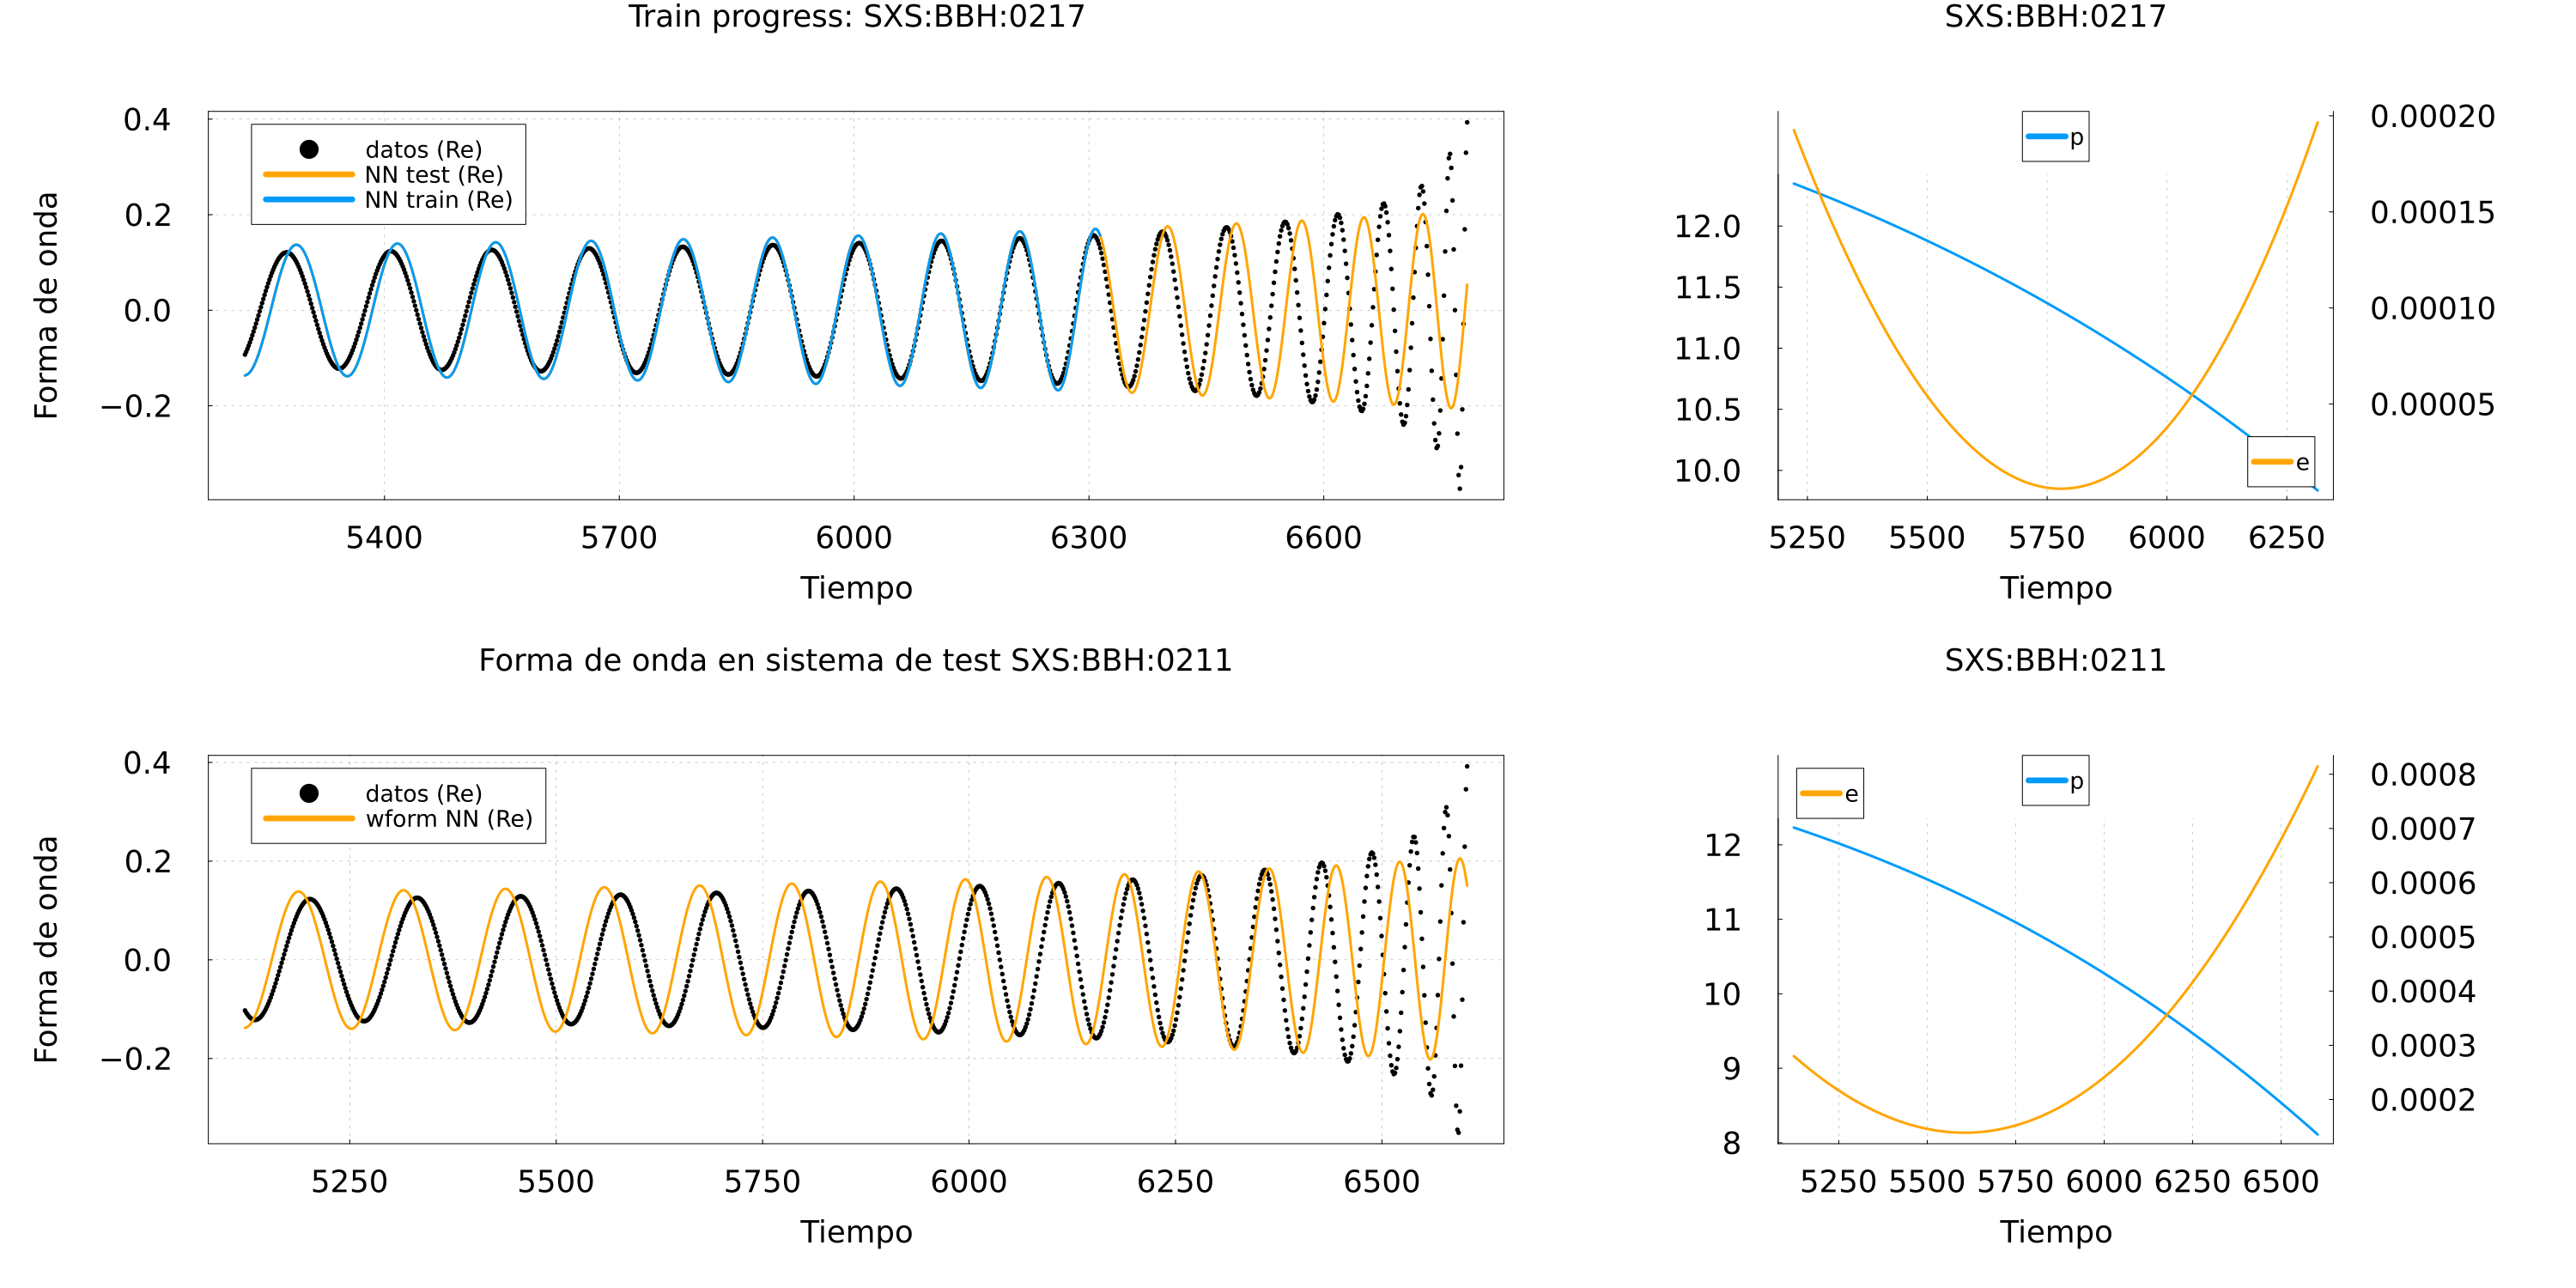 Train progress: SXS:BBH:0217
Forma de onda
0.4
0.2
0.0
−0.2
datos (Re)
NN test (Re)
NN train (Re)
5400 5700 6000 6300 6600
Tiempo
SXS:BBH:0217
12.0
11.5
11.0
10.5
10.0
p
e
0.00020
0.00015
0.00010
0.00005
5250 5500 5750 6000 6250
Tiempo
Forma de onda en sistema de test SXS:BBH:0211
Forma de onda
0.4
0.2
0.0
−0.2
datos (Re)
wform NN (Re)
5250 5500 5750 6000 6250 6500
Tiempo
SXS:BBH:0211
12
11
10
9
8
e
p
0.0008
0.0007
0.0006
0.0005
0.0004
0.0003
0.0002
5250 5500 5750 6000 6250 6500
Tiempo